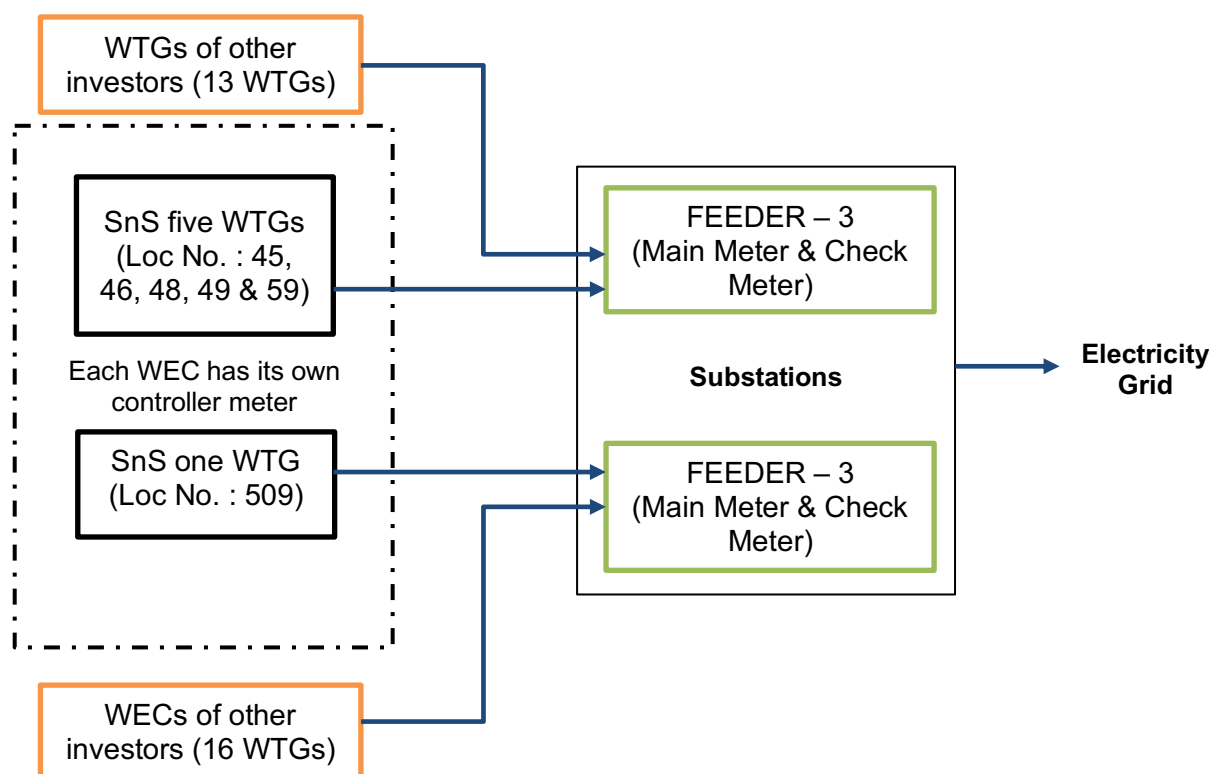 WTGs of other
investors (13 WTGs)
SnS five WTGs
(Loc No. : 45,
46, 48, 49 & 59)
Each WEC has its own
controller meter
SnS one WTG
(Loc No. : 509)
WECs of other
investors (16 WTGs)
FEEDER – 3
(Main Meter & Check
Meter)
Substations
FEEDER – 3
(Main Meter & Check
Meter)
Electricity
Grid